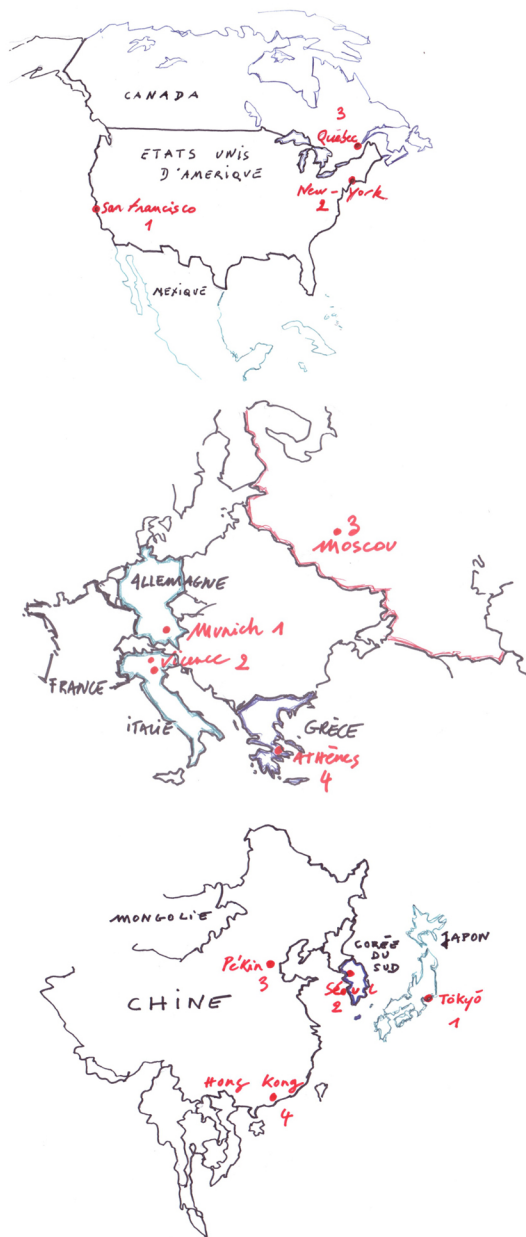 CANADA
3
Québec
ETATS UNIS
D'AMERIQUE
New-York
2
San Francisco
1
MEXIQUE
3
MOSCOU
ALLEMAGNE
Munich 1
Vicence 2
FRANCE
ITALIE
GRÈCE
ATHÈNES
4
MONGOLIE
CORÉE
DU
SUD
JAPON
Pékin
3
Séoul
2
Tōkyō
1
CHINE
Hong Kong
4